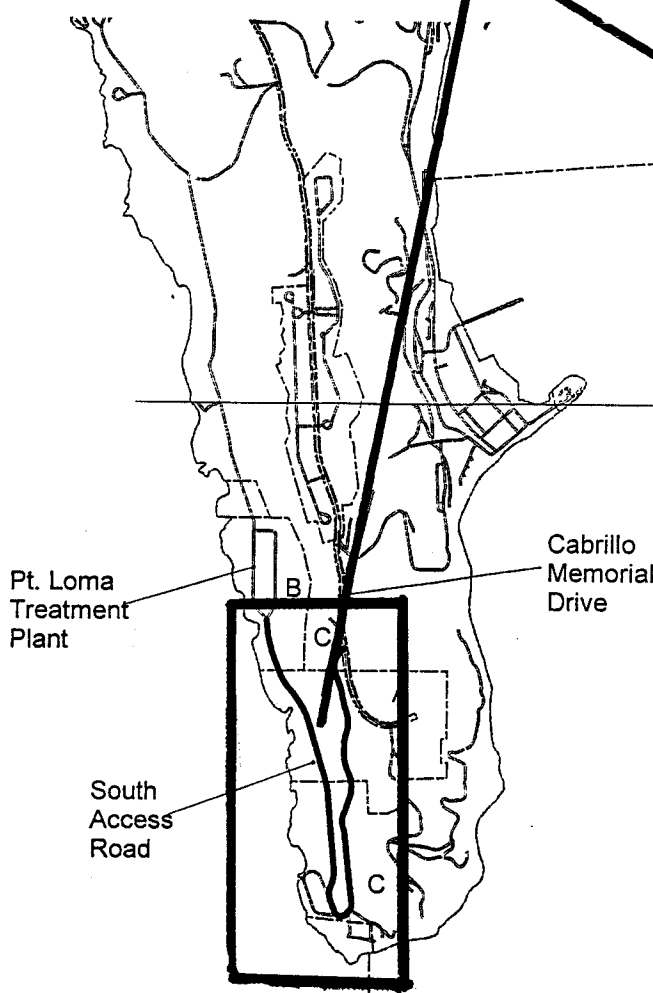 Cabrillo
Memorial
Drive
Pt. Loma
Treatment
Plant
B
C
South
Access
Road
C